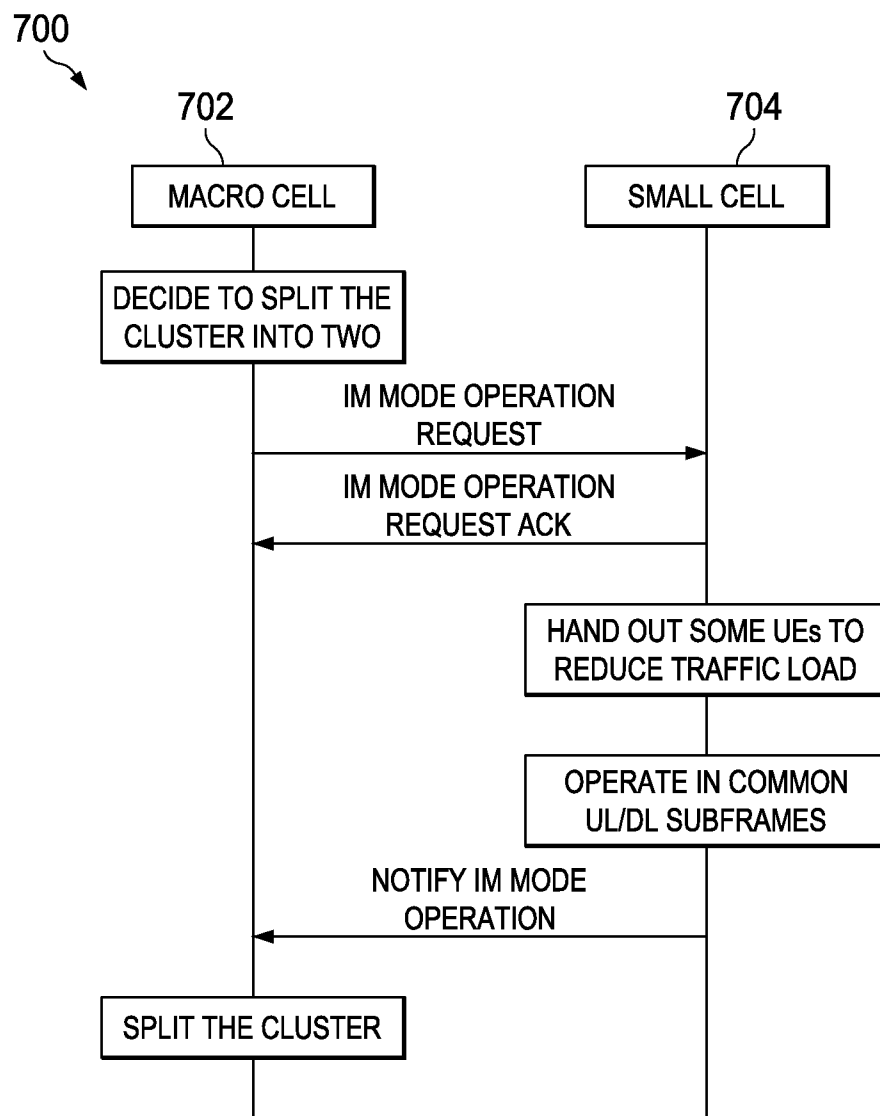 700
702
704
MACRO CELL
SMALL CELL
DECIDE TO SPLIT THE
CLUSTER INTO TWO
IM MODE OPERATION
REQUEST
IM MODE OPERATION
REQUEST ACK
HAND OUT SOME UEs TO
REDUCE TRAFFIC LOAD
OPERATE IN COMMON
UL/DL SUBFRAMES
NOTIFY IM MODE
OPERATION
SPLIT THE CLUSTER